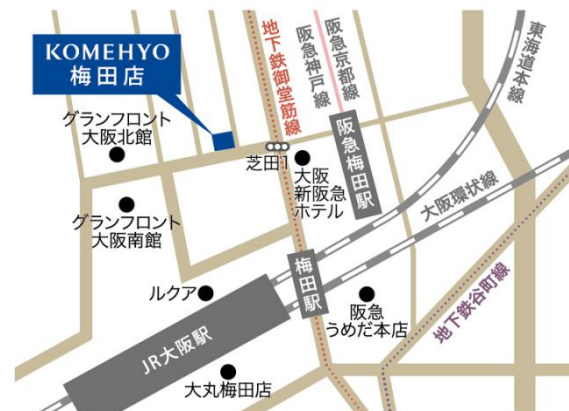 KOMEHYO
梅田店
グランフロント
大阪北館
グランフロント
大阪南館
ルクア
JR大阪駅
大丸梅田店
地下鉄御堂筋線
阪急神戸線
阪急京都線
阪急梅田駅
芝田1
大阪
新阪急
ホテル
梅田駅
東海道本線
大阪環状線
阪急
うめだ本店
地下鉄谷町線